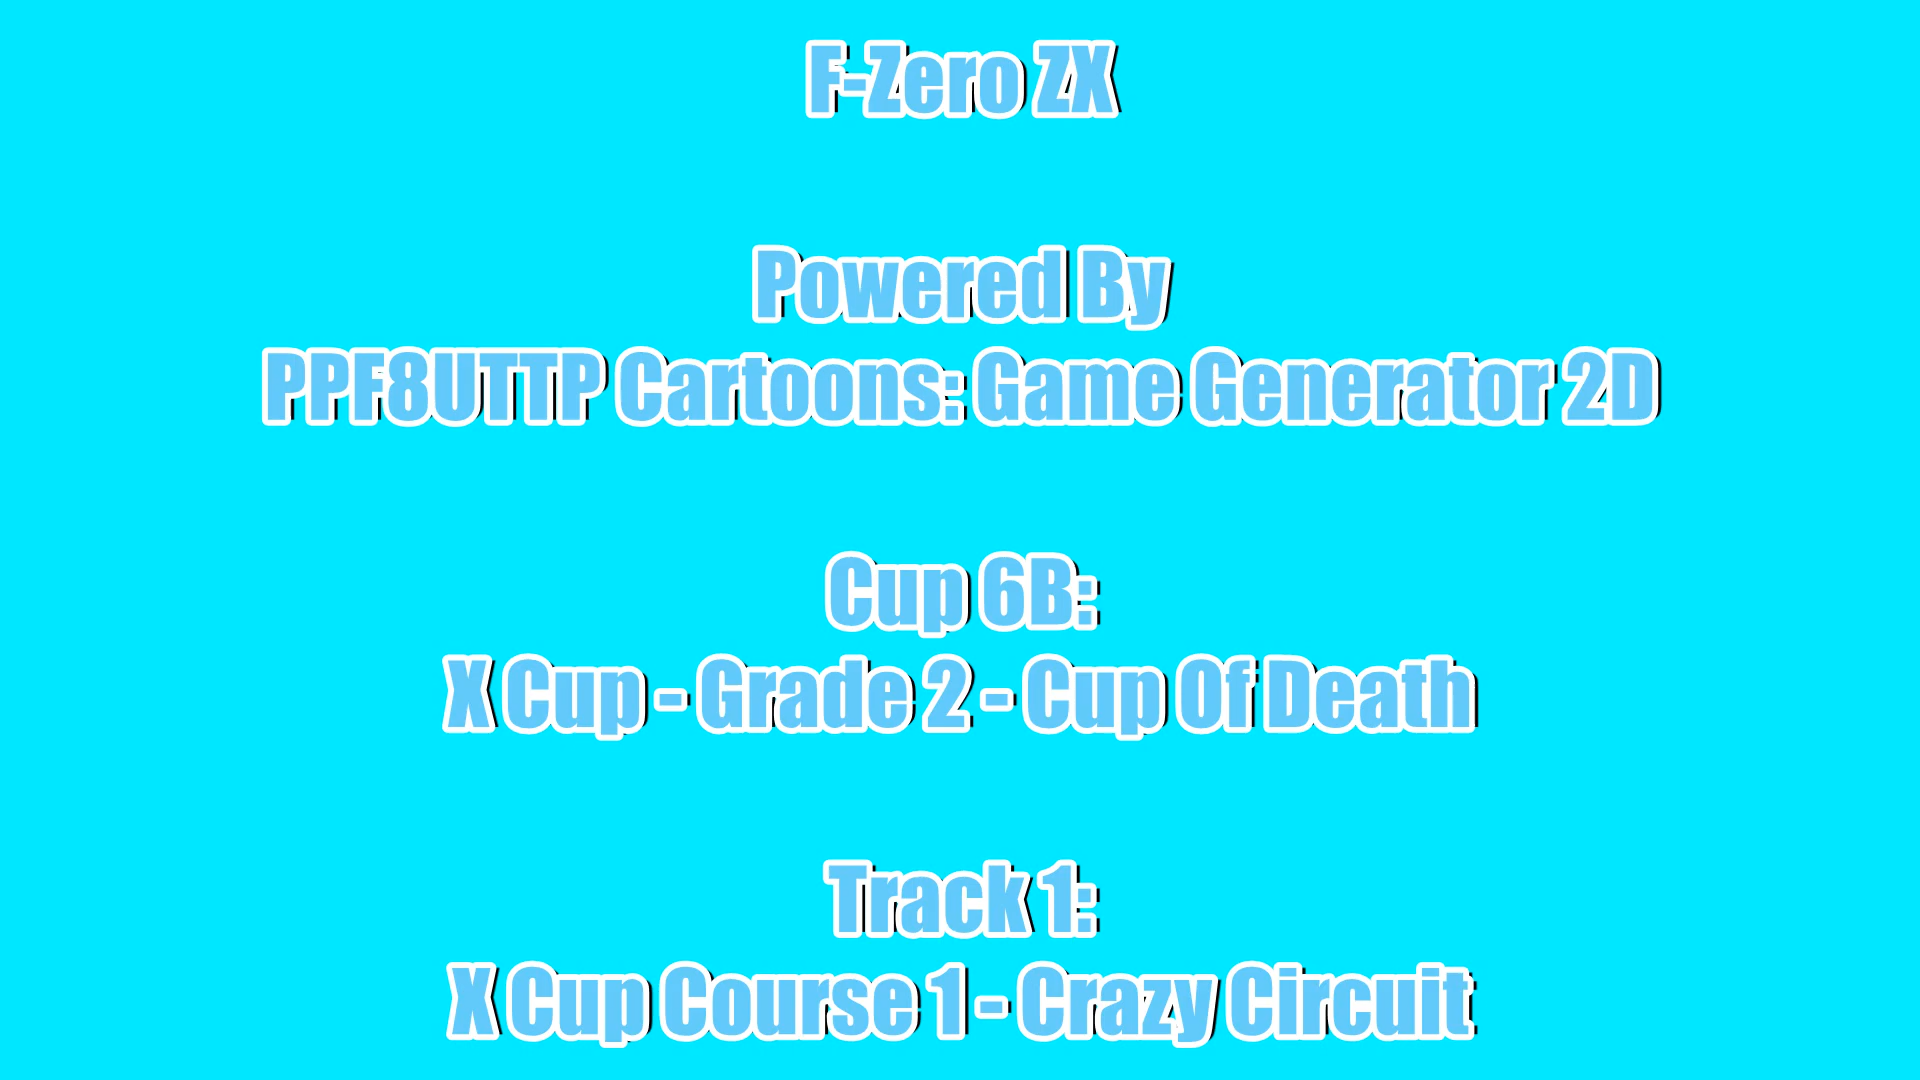 F-Zero ZX
Powered By
PPF8UTTP Cartoons: Game Generator 2D
Cup 6B:
X Cup - Grade 2 - Cup Of Death
Track 1:
X Cup Course 1 - Crazy Circuit